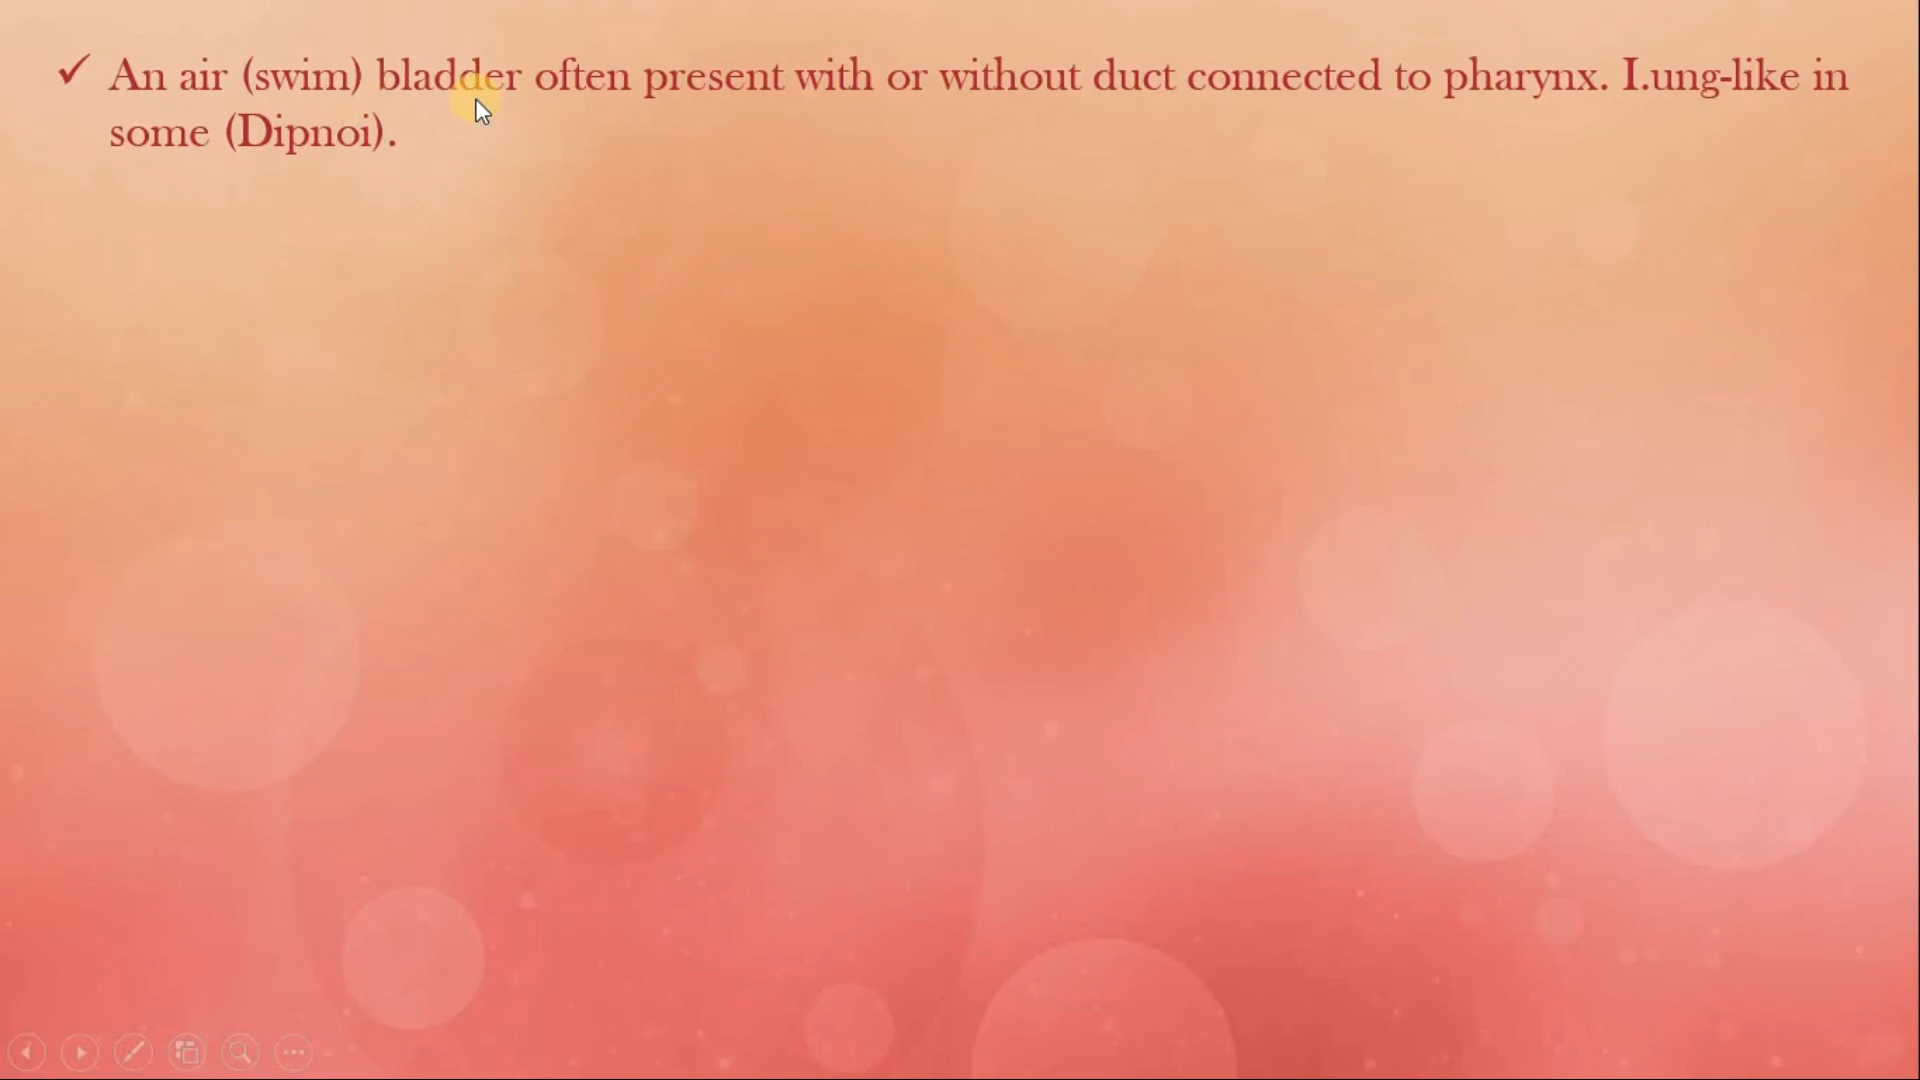 ✓ An air (swim) bladder often present with or without duct connected to pharynx. I.ung-like in
some (Dipnoi).